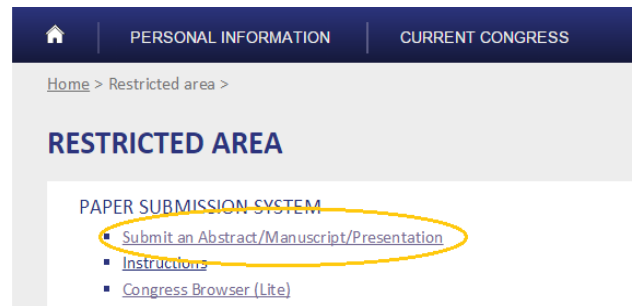 PERSONAL INFORMATION CURRENT CONGRESS
Home > Restricted area >
RESTRICTED AREA
PAPER SUBMISSION SYSTEM
Submit an Abstract/Manuscript/Presentation
Instructions
Congress Browser (Lite)